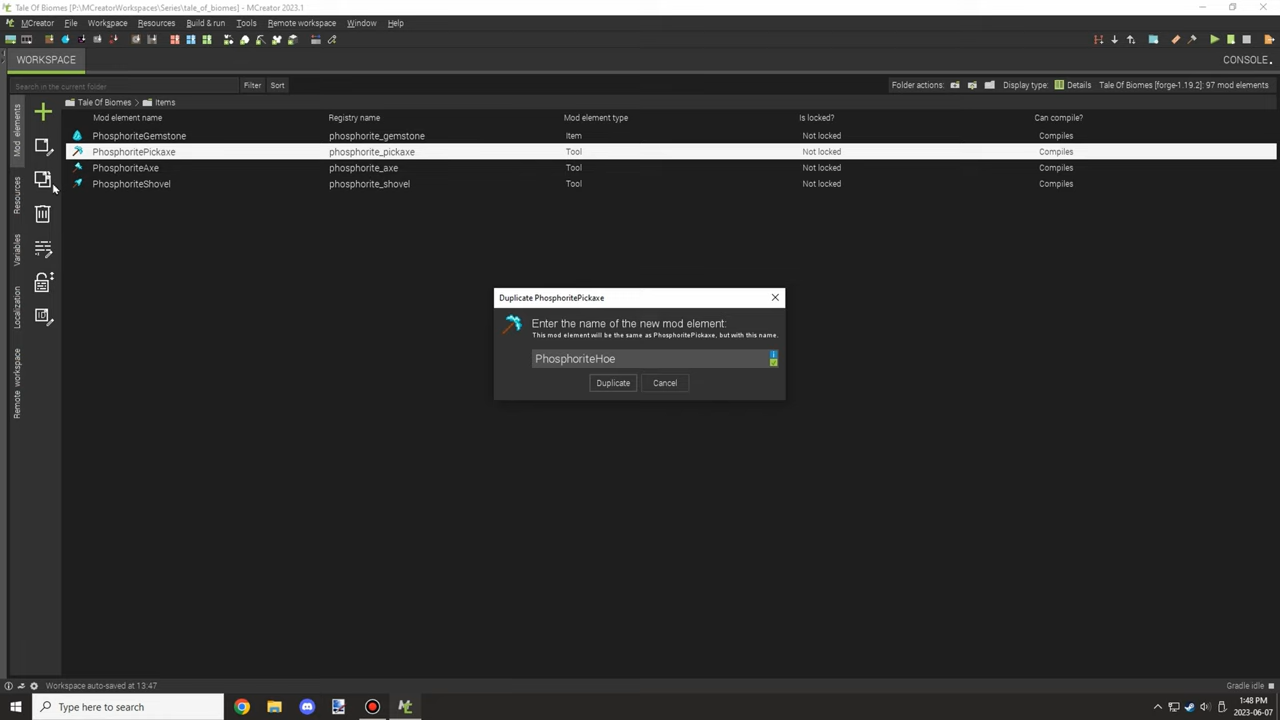 Tale Of Biomes [P:\MCreatorWorkspaces\Series\tale_of_biomes] - MCreator 2023.1
MCreator File Workspace Resources Build & run Tools Remote workspace Window Help
WORKSPACE
CONSOLE
Search in the current folder
Filter
Sort
Folder actions:
Display type:
Details
Tale Of Biomes [forge-1.19.2]: 97 mod elements
Mod elements
Resources
Variables
Localization
Remote workspace
Tale Of Biomes
Items
Mod element name Registry name Mod element type Is locked? Can compile?
PhosphoriteGemstone phosphorite_gemstone Item Not locked Compiles
PhosphoritePickaxe phosphorite_pickaxe Tool Not locked Compiles
PhosphoriteAxe phosphorite_axe Tool Not locked Compiles
PhosphoriteShovel phosphorite_shovel Tool Not locked Compiles
Duplicate PhosphoritePickaxe
Enter the name of the new mod element:
This mod element will be the same as PhosphoritePickaxe, but with this name.
PhosphoriteHoe
Duplicate
Cancel
Workspace auto-saved at 13:47
Gradle idle
Type here to search
1:48 PM
2023-06-07